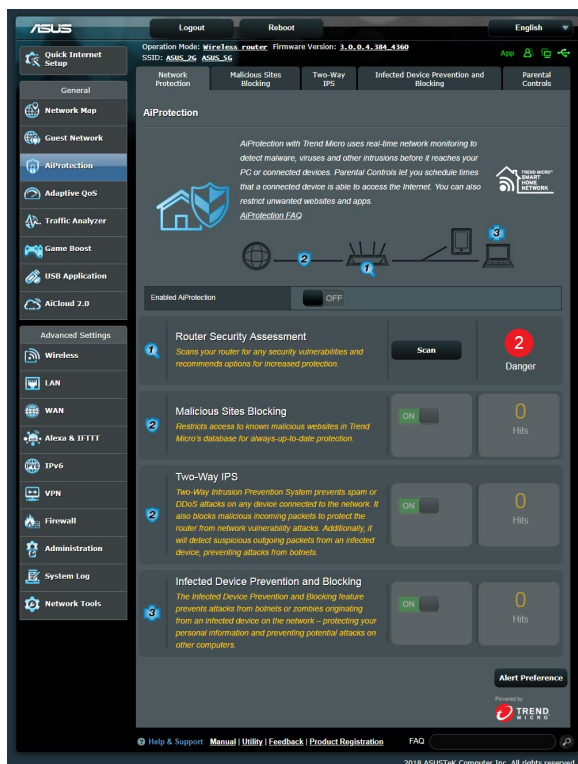 ASUS
Logout
Reboot
English
Quick Internet
Setup
Operation Mode: Wireless router Firmware Version: 3.0.0.4.384_4360
SSID: ASUS_2G ASUS_5G
App
General
Network Map
Guest Network
AiProtection
Adaptive QoS
Traffic Analyzer
Game Boost
USB Application
AiCloud 2.0
Advanced Settings
Wireless
LAN
WAN
Alexa & IFTTT
IPv6
VPN
Firewall
Administration
System Log
Network Tools
Network
Protection
Malicious Sites
Blocking
Two-Way
IPS
Infected Device Prevention and
Blocking
Parental
Controls
AiProtection
AiProtection with Trend Micro uses real-time network monitoring to
detect malware, viruses and other intrusions before it reaches your
PC or connected devices. Parental Controls let you schedule times
that a connected device is able to access the Internet. You can also
restrict unwanted websites and apps.
AiProtection FAQ
TREND MICRO™
SMART
HOME
NETWORK
2
1
3
Enabled AiProtection
OFF
1
Router Security Assessment
Scans your router for any security vulnerabilities and
recommends options for increased protection.
Scan
2
Danger
2
Malicious Sites Blocking
Restricts access to known malicious websites in Trend
Micro's database for always-up-to-date protection.
ON
0
Hits
2
Two-Way IPS
Two-Way Intrusion Prevention System prevents spam or
DDoS attacks on any device connected to the network. It
also blocks malicious incoming packets to protect the
router from network vulnerability attacks. Additionally, it
will detect suspicious outgoing packets from an infected
device, preventing attacks from botnets.
ON
0
Hits
3
Infected Device Prevention and Blocking
The Infected Device Prevention and Blocking feature
prevents attacks from botnets or zombies originating
from an infected device on the network – protecting your
personal information and preventing potential attacks on
other computers.
ON
0
Hits
Alert Preference
Powered by
TREND
MICRO
Help & Support Manual | Utility | Feedback | Product Registration
FAQ
2018 ASUSTeK Computer Inc. All rights reserved